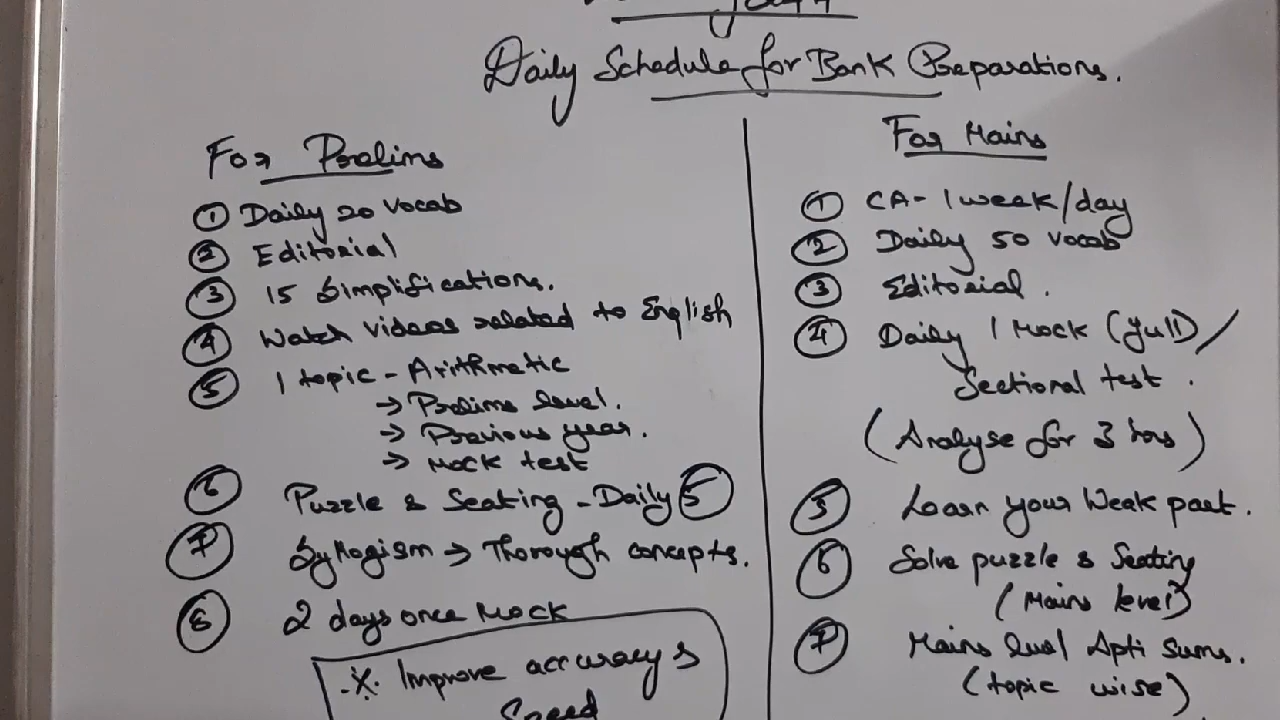 Daily Schedule for Bank Preparations.
For Prelims
① Daily 20 vocab
② Editorial
③ 15 Simplifications.
④ Watch videos related to English
⑤ 1 topic - Arithmetic
→ Prelims level.
→ Previous year.
→ Mock test
⑥ Puzzle & Seating - Daily 5
⑦ Syllogism → Thorough concepts.
⑧ 2 days once Mock
※ Improve accuracy &
Speed
For Mains
① CA - 1 week/day
② Daily 50 vocab
③ Editorial.
④ Daily 1 Mock (full) /
Sectional test.
(Analyse for 3 hrs)
⑤ Learn your Weak part.
⑥ Solve puzzle & Seating
(Mains level)
⑦ Mains level Apti sums.
(topic wise)